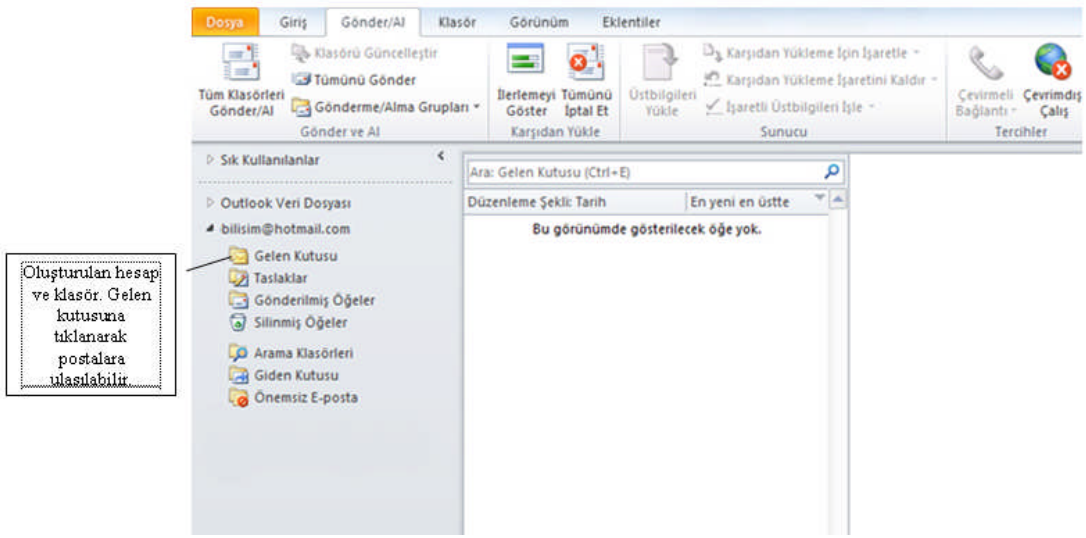 Dosya Giriş Gönder/Al Klasör Görünüm Eklentiler
Tüm Klasörleri Gönder/Al
Klasörü Güncelleştir
Tümünü Gönder
Gönderme/Alma Grupları
Gönder ve Al
İlerlemeyi Göster
Tümünü İptal Et
Karşıdan Yükle
Üstbilgileri Yükle
Karşıdan Yükleme İçin İşaretle
Karşıdan Yükleme İşaretini Kaldır
İşaretli Üstbilgileri İşle
Sunucu
Çevirmeli Bağlantı
Çevrimdış Çalış
Tercihler
Sık Kullanılanlar
Outlook Veri Dosyası
bilisim@hotmail.com
Gelen Kutusu
Taslaklar
Gönderilmiş Öğeler
Silinmiş Öğeler
Arama Klasörleri
Giden Kutusu
Önemsiz E-posta
Ara: Gelen Kutusu (Ctrl+E)
Düzenleme Şekli: Tarih En yeni en üstte
Bu görünümde gösterilecek öğe yok.
Oluşturulan hesap
ve klasör. Gelen
kutusuna
tıklanarak
postalara
ulaşılabilir.